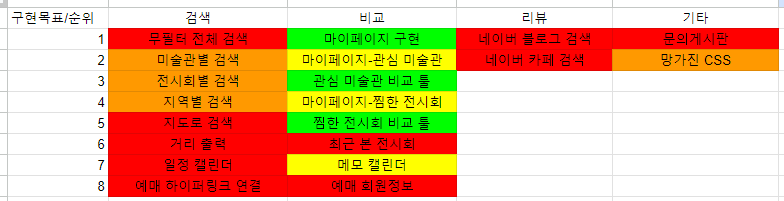 구현목표/순위 검색 비교 리뷰 기타
1 무필터 전체 검색 마이페이지 구현 네이버 블로그 검색 문의게시판
2 미술관별 검색 마이페이지-관심 미술관 네이버 카페 검색 망가진 CSS
3 전시회별 검색 관심 미술관 비교 툴
4 지역별 검색 마이페이지-찜한 전시회
5 지도로 검색 찜한 전시회 비교 툴
6 거리 출력 최근 본 전시회
7 일정 캘린더 메모 캘린더
8 예매 하이퍼링크 연결 예매 회원정보